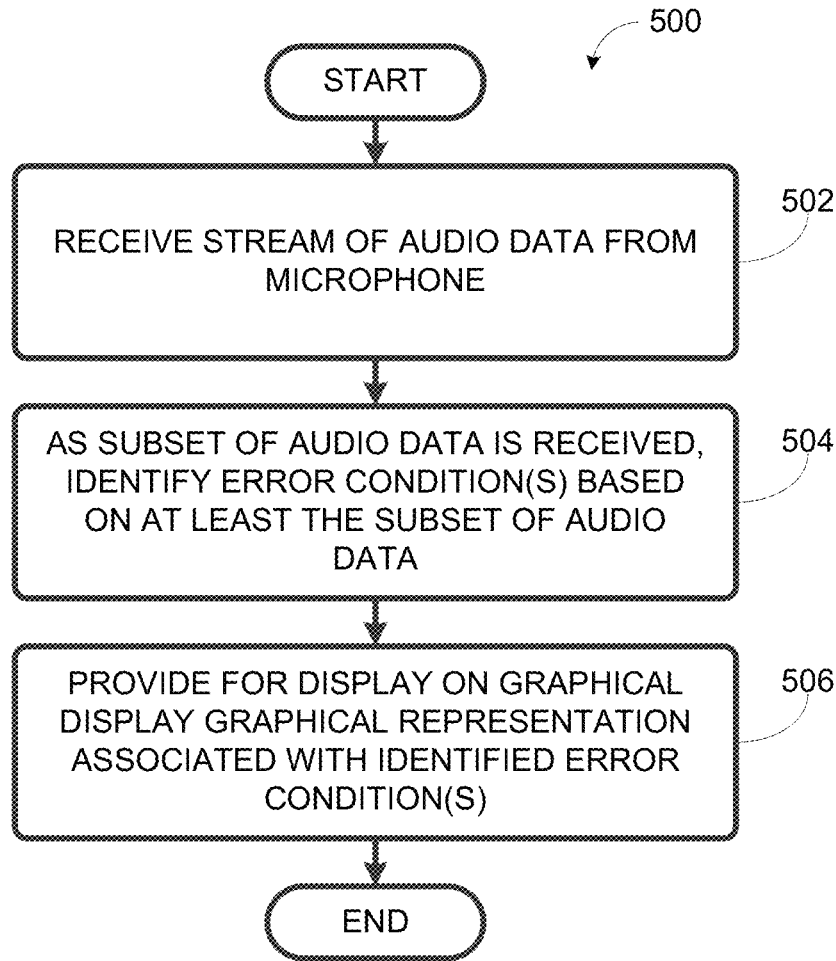 500
START
RECEIVE STREAM OF AUDIO DATA FROM
MICROPHONE
502
AS SUBSET OF AUDIO DATA IS RECEIVED,
IDENTIFY ERROR CONDITION(S) BASED
ON AT LEAST THE SUBSET OF AUDIO
DATA
504
PROVIDE FOR DISPLAY ON GRAPHICAL
DISPLAY GRAPHICAL REPRESENTATION
ASSOCIATED WITH IDENTIFIED ERROR
CONDITION(S)
506
END